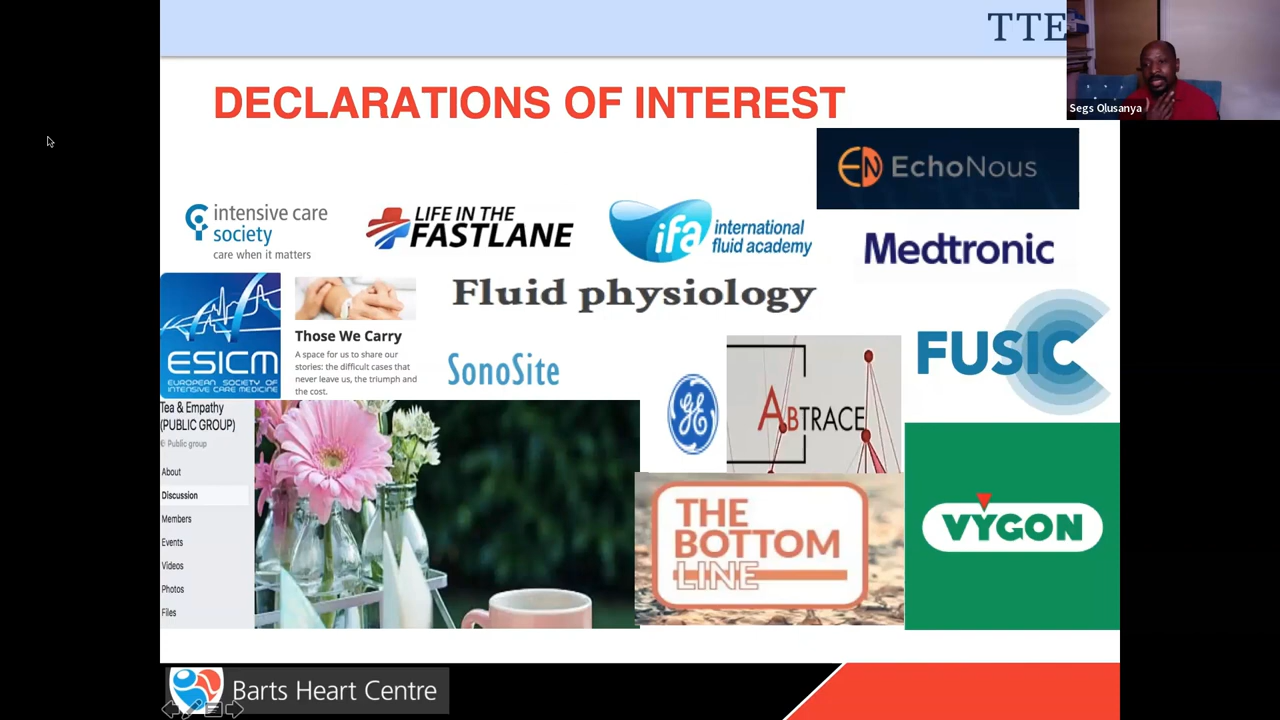 TTE
Segs Olusanya
DECLARATIONS OF INTEREST
EN EchoNous
intensive care
society
care when it matters
LIFE IN THE
FASTLANE
ifa international
fluid academy
Medtronic
ESICM
EUROPEAN SOCIETY OF
INTENSIVE CARE MEDICINE
Those We Carry
A space for us to share our
stories: the difficult cases that
never leave us, the triumph and
the cost.
Fluid physiology
SonoSite
GE
ABTRACE
FUSIC
Tea & Empathy
(PUBLIC GROUP)
Public group
About
Discussion
Members
Events
Videos
Photos
Files
THE
BOTTOM
LINE
VYGON
Barts Heart Centre